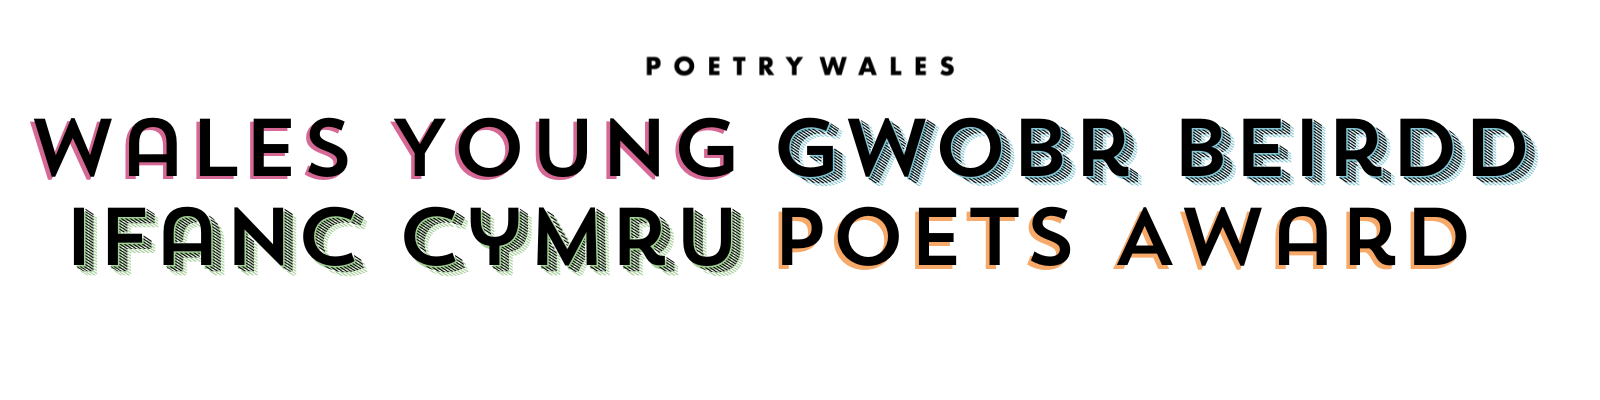 POETRY WALES
WALES YOUNG GWOBR BEIRDD
IFANC CYMRU POETS AWARD